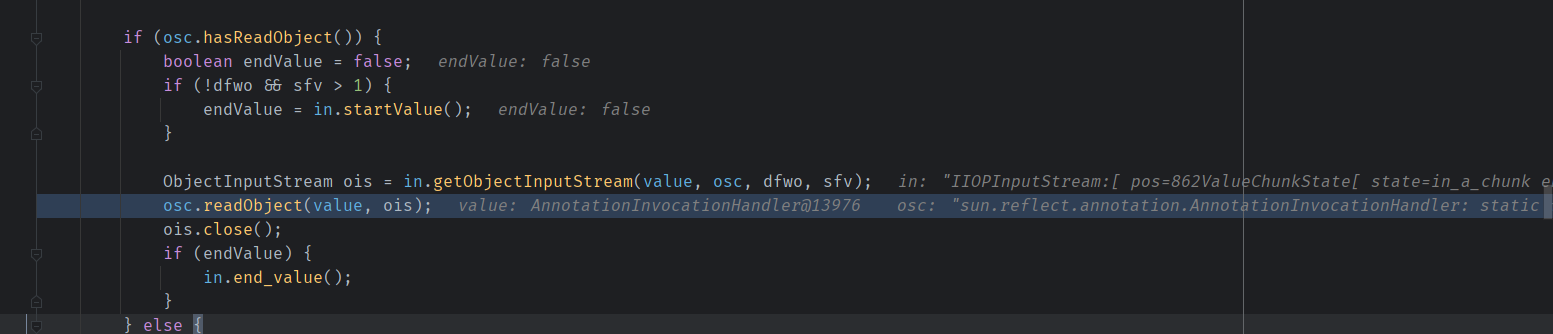 if (osc.hasReadObject()) {
boolean endValue = false; endValue: false
if (!dfwo && sfv > 1) {
endValue = in.startValue(); endValue: false
}
ObjectInputStream ois = in.getObjectInputStream(value, osc, dfwo, sfv); in: "IIOPInputStream:[ pos=862ValueChunkState[ state=in_a_chunk e
osc.readObject(value, ois); value: AnnotationInvocationHandler@13976 osc: "sun.reflect.annotation.AnnotationInvocationHandler: static
ois.close();
if (endValue) {
in.end_value();
}
} else {